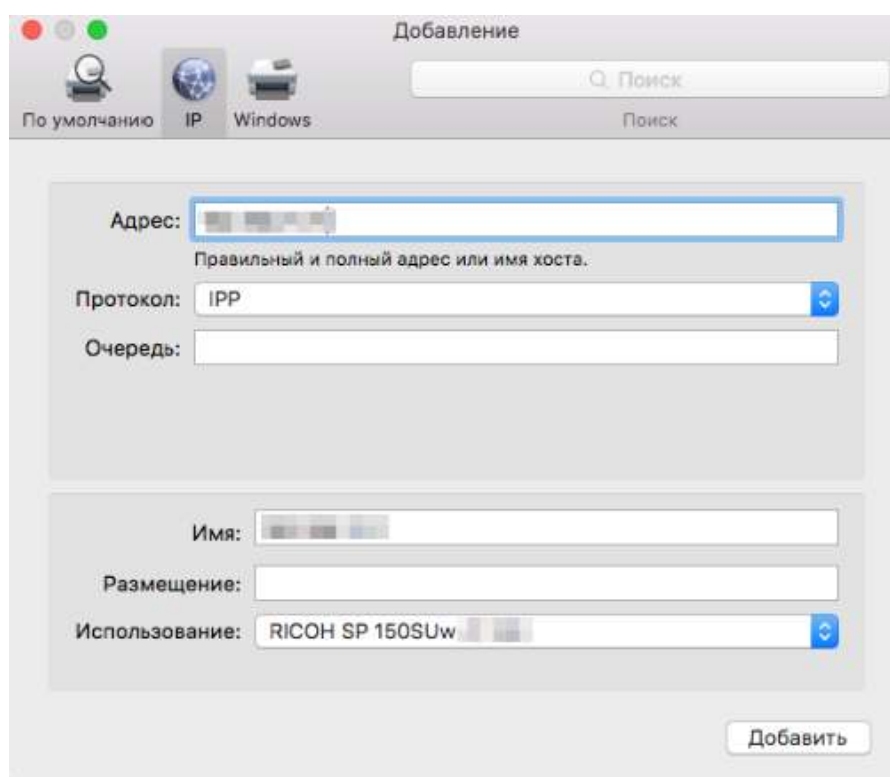 Добавление
Поиск
По умолчанию IP Windows Поиск
Адрес:
Правильный и полный адрес или имя хоста.
Протокол: IPP
Очередь:
Имя:
Размещение:
Использование: RICOH SP 150SUw
Добавить